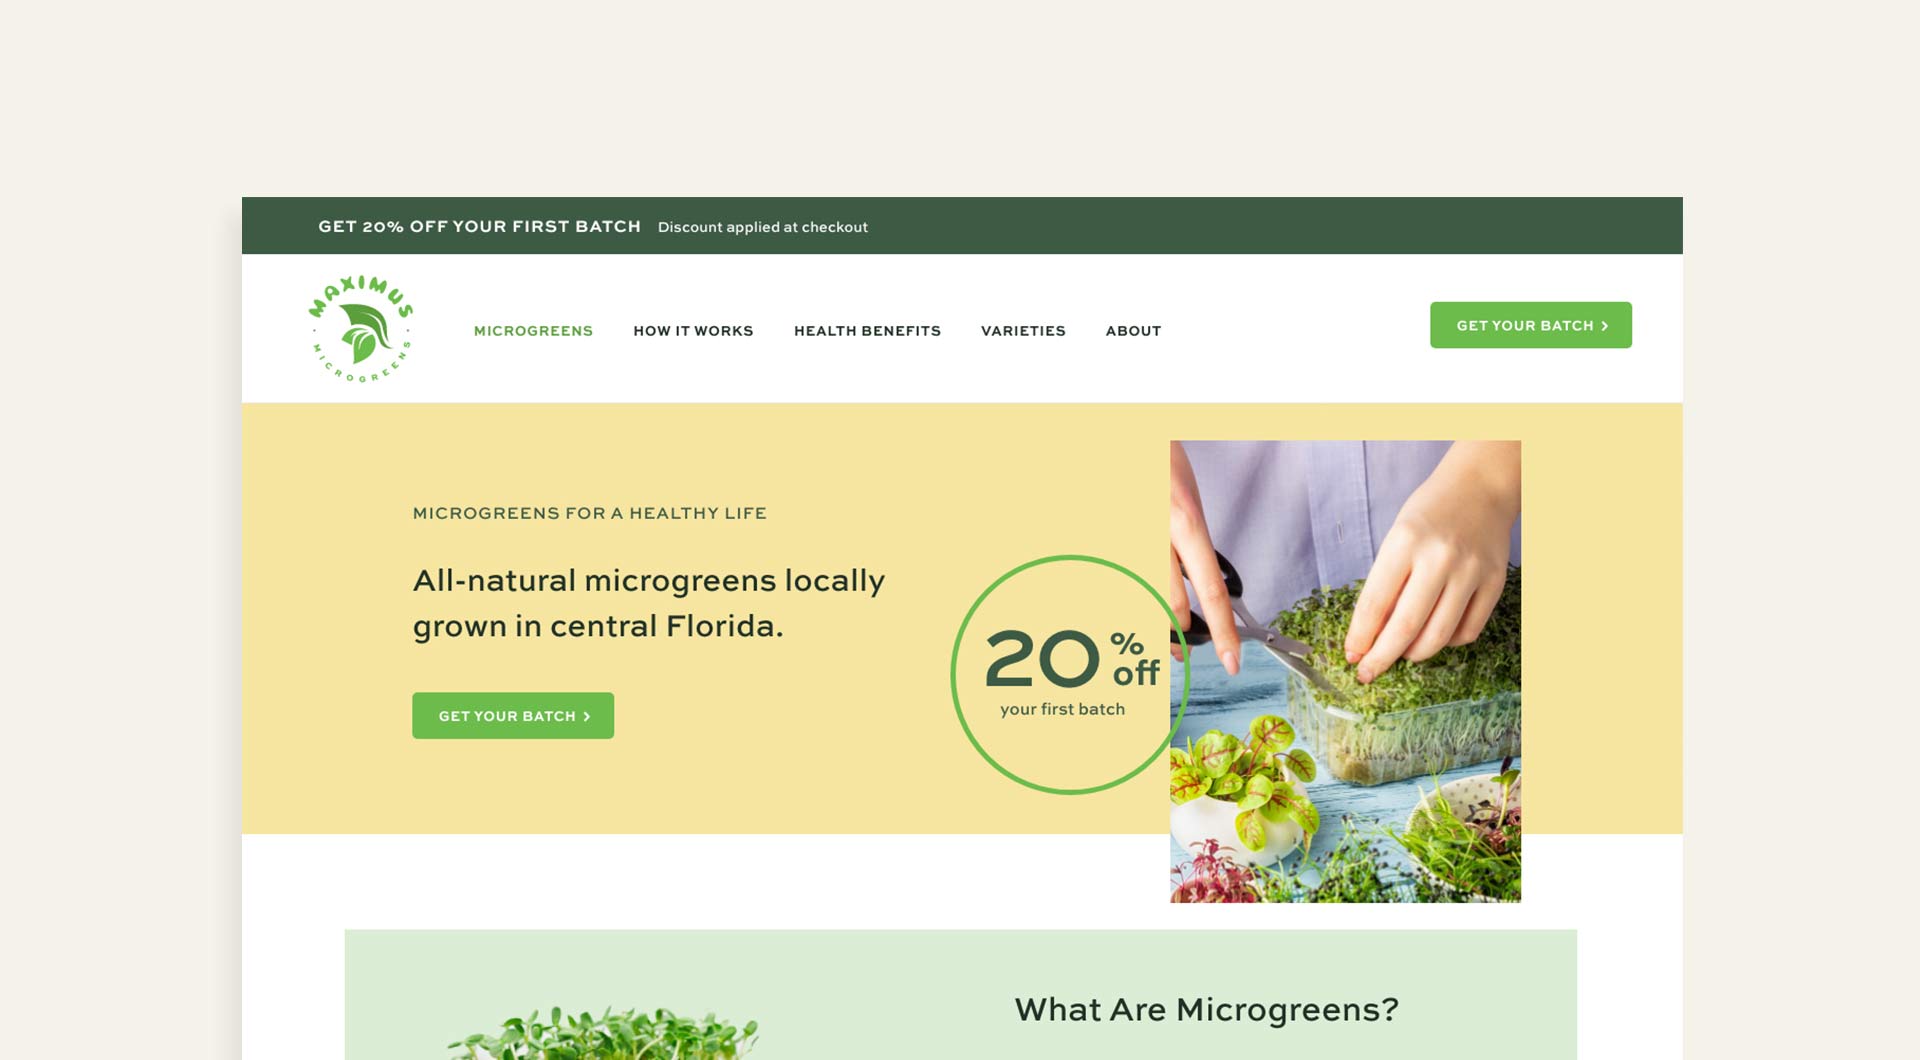 GET 20% OFF YOUR FIRST BATCH Discount applied at checkout
MAXIMUS
MICROGREENS
MICROGREENS HOW IT WORKS HEALTH BENEFITS VARIETIES ABOUT
GET YOUR BATCH
MICROGREENS FOR A HEALTHY LIFE
All-natural microgreens locally
grown in central Florida.
GET YOUR BATCH
20% off
your first batch
What Are Microgreens?